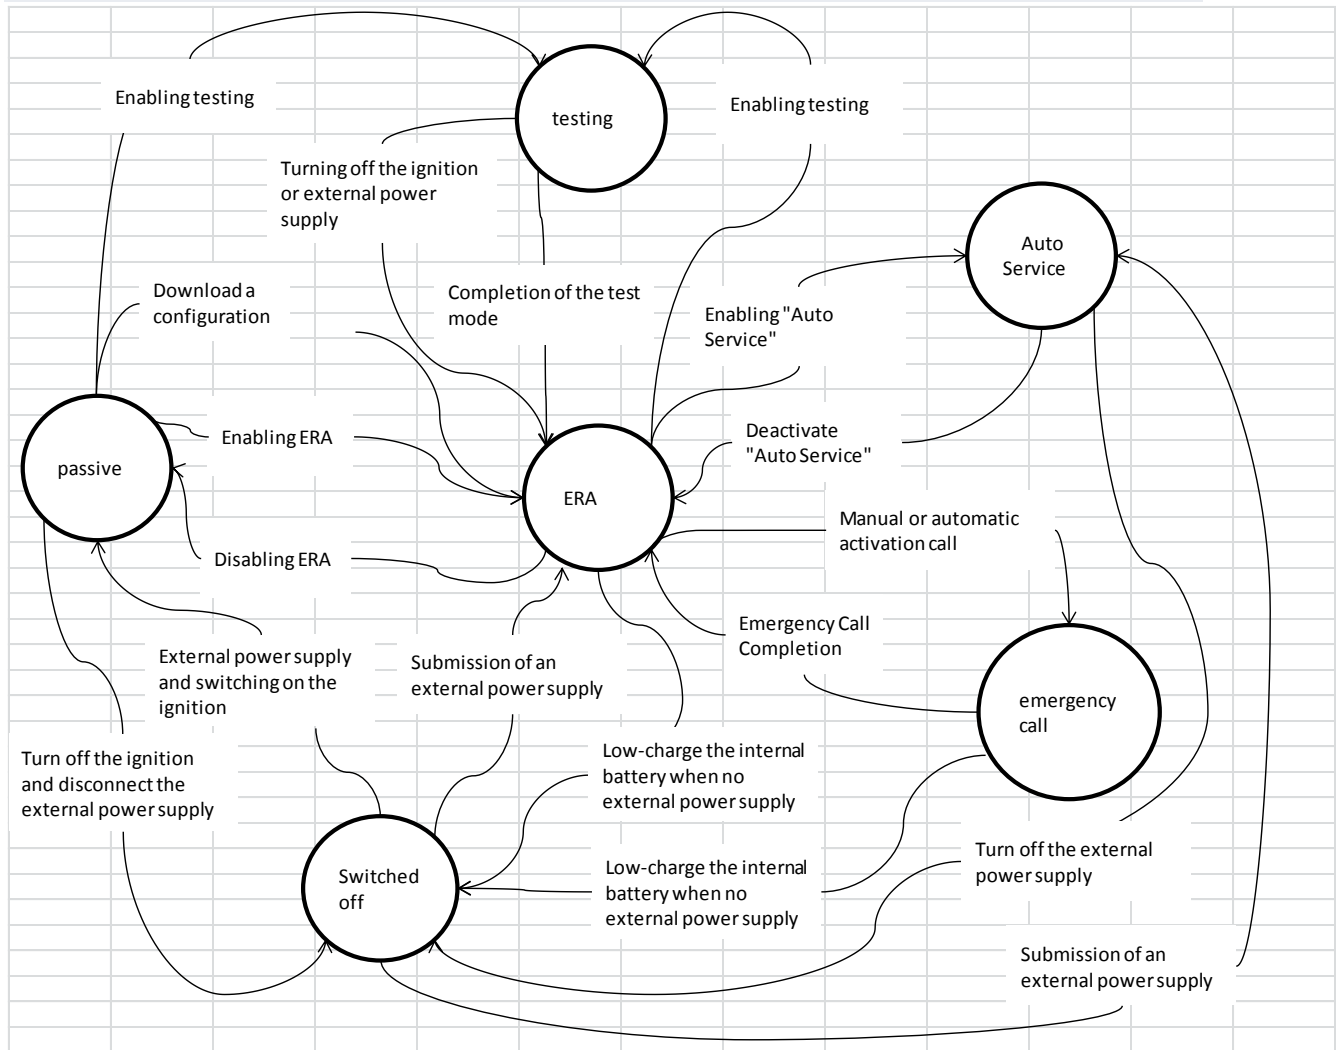 Enabling testing
testing
Enabling testing
Turning off the ignition
or external power
supply
Auto
Service
Download a
configuration
Completion of the test
mode
Enabling "Auto
Service"
Enabling ERA
passive
ERA
Deactivate
"Auto Service"
Manual or automatic
activation call
Disabling ERA
Emergency Call
Completion
External power supply
and switching on the
ignition
Submission of an
external power supply
emergency
call
Turn off the ignition
and disconnect the
external power supply
Low-charge the internal
battery when no
external power supply
Switched
off
Low-charge the internal
battery when no
external power supply
Turn off the external
power supply
Submission of an
external power supply